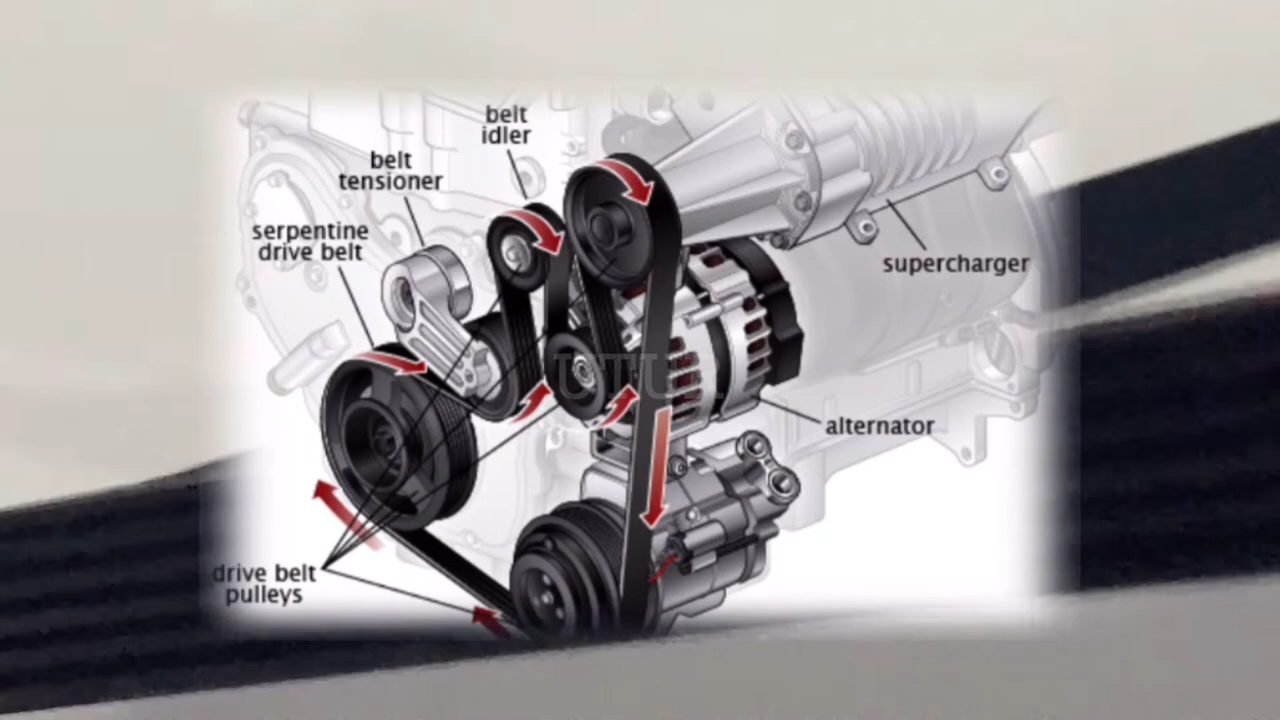 belt
idler
belt
tensioner
serpentine
drive belt
supercharger
alternator
drive belt
pulleys